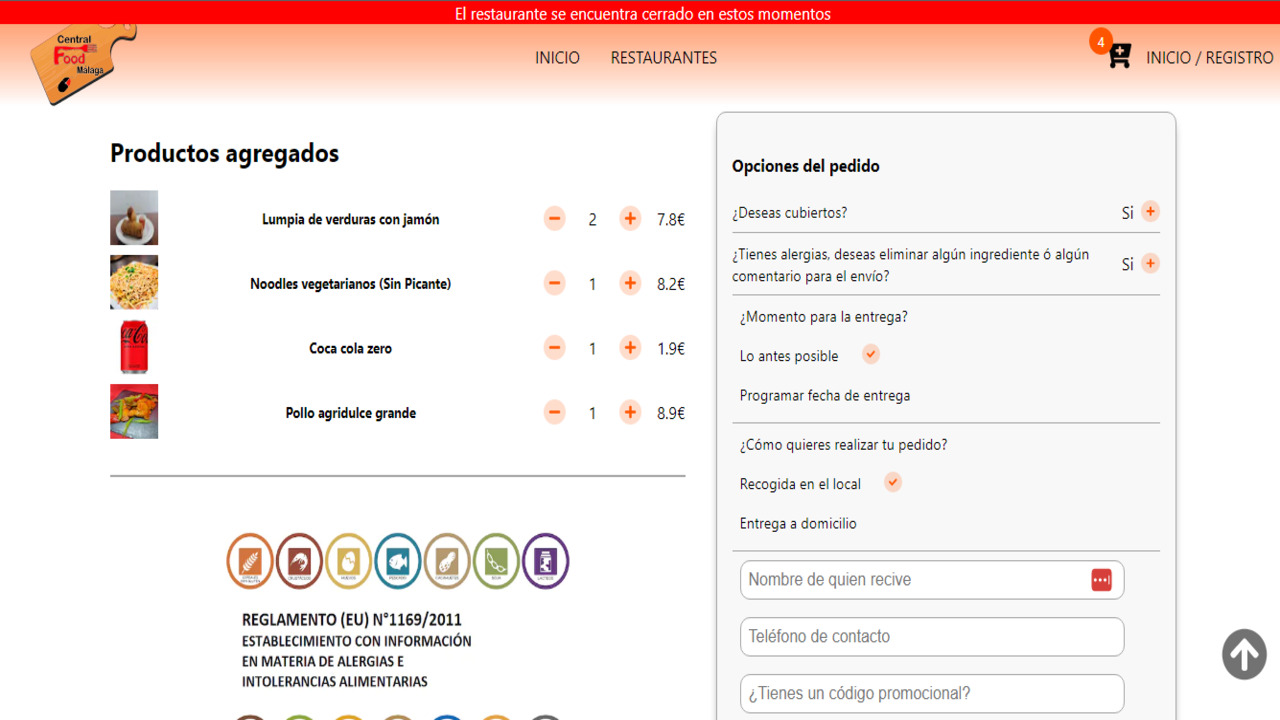 El restaurante se encuentra cerrado en estos momentos
Central
Food
Málaga
INICIO
RESTAURANTES
4
INICIO / REGISTRO
Productos agregados
Lumpia de verduras con jamón
2
7.8€
Noodles vegetarianos (Sin Picante)
1
8.2€
Coca cola zero
1
1.9€
Pollo agridulce grande
1
8.9€
REGLAMENTO (EU) N°1169/2011
ESTABLECIMIENTO CON INFORMACIÓN
EN MATERIA DE ALERGIAS E
INTOLERANCIAS ALIMENTARIAS
Opciones del pedido
¿Deseas cubiertos?
Si
¿Tienes alergias, deseas eliminar algún ingrediente ó algún
comentario para el envío?
Si
¿Momento para la entrega?
Lo antes posible
Programar fecha de entrega
¿Cómo quieres realizar tu pedido?
Recogida en el local
Entrega a domicilio
Nombre de quien recive
Teléfono de contacto
¿Tienes un código promocional?